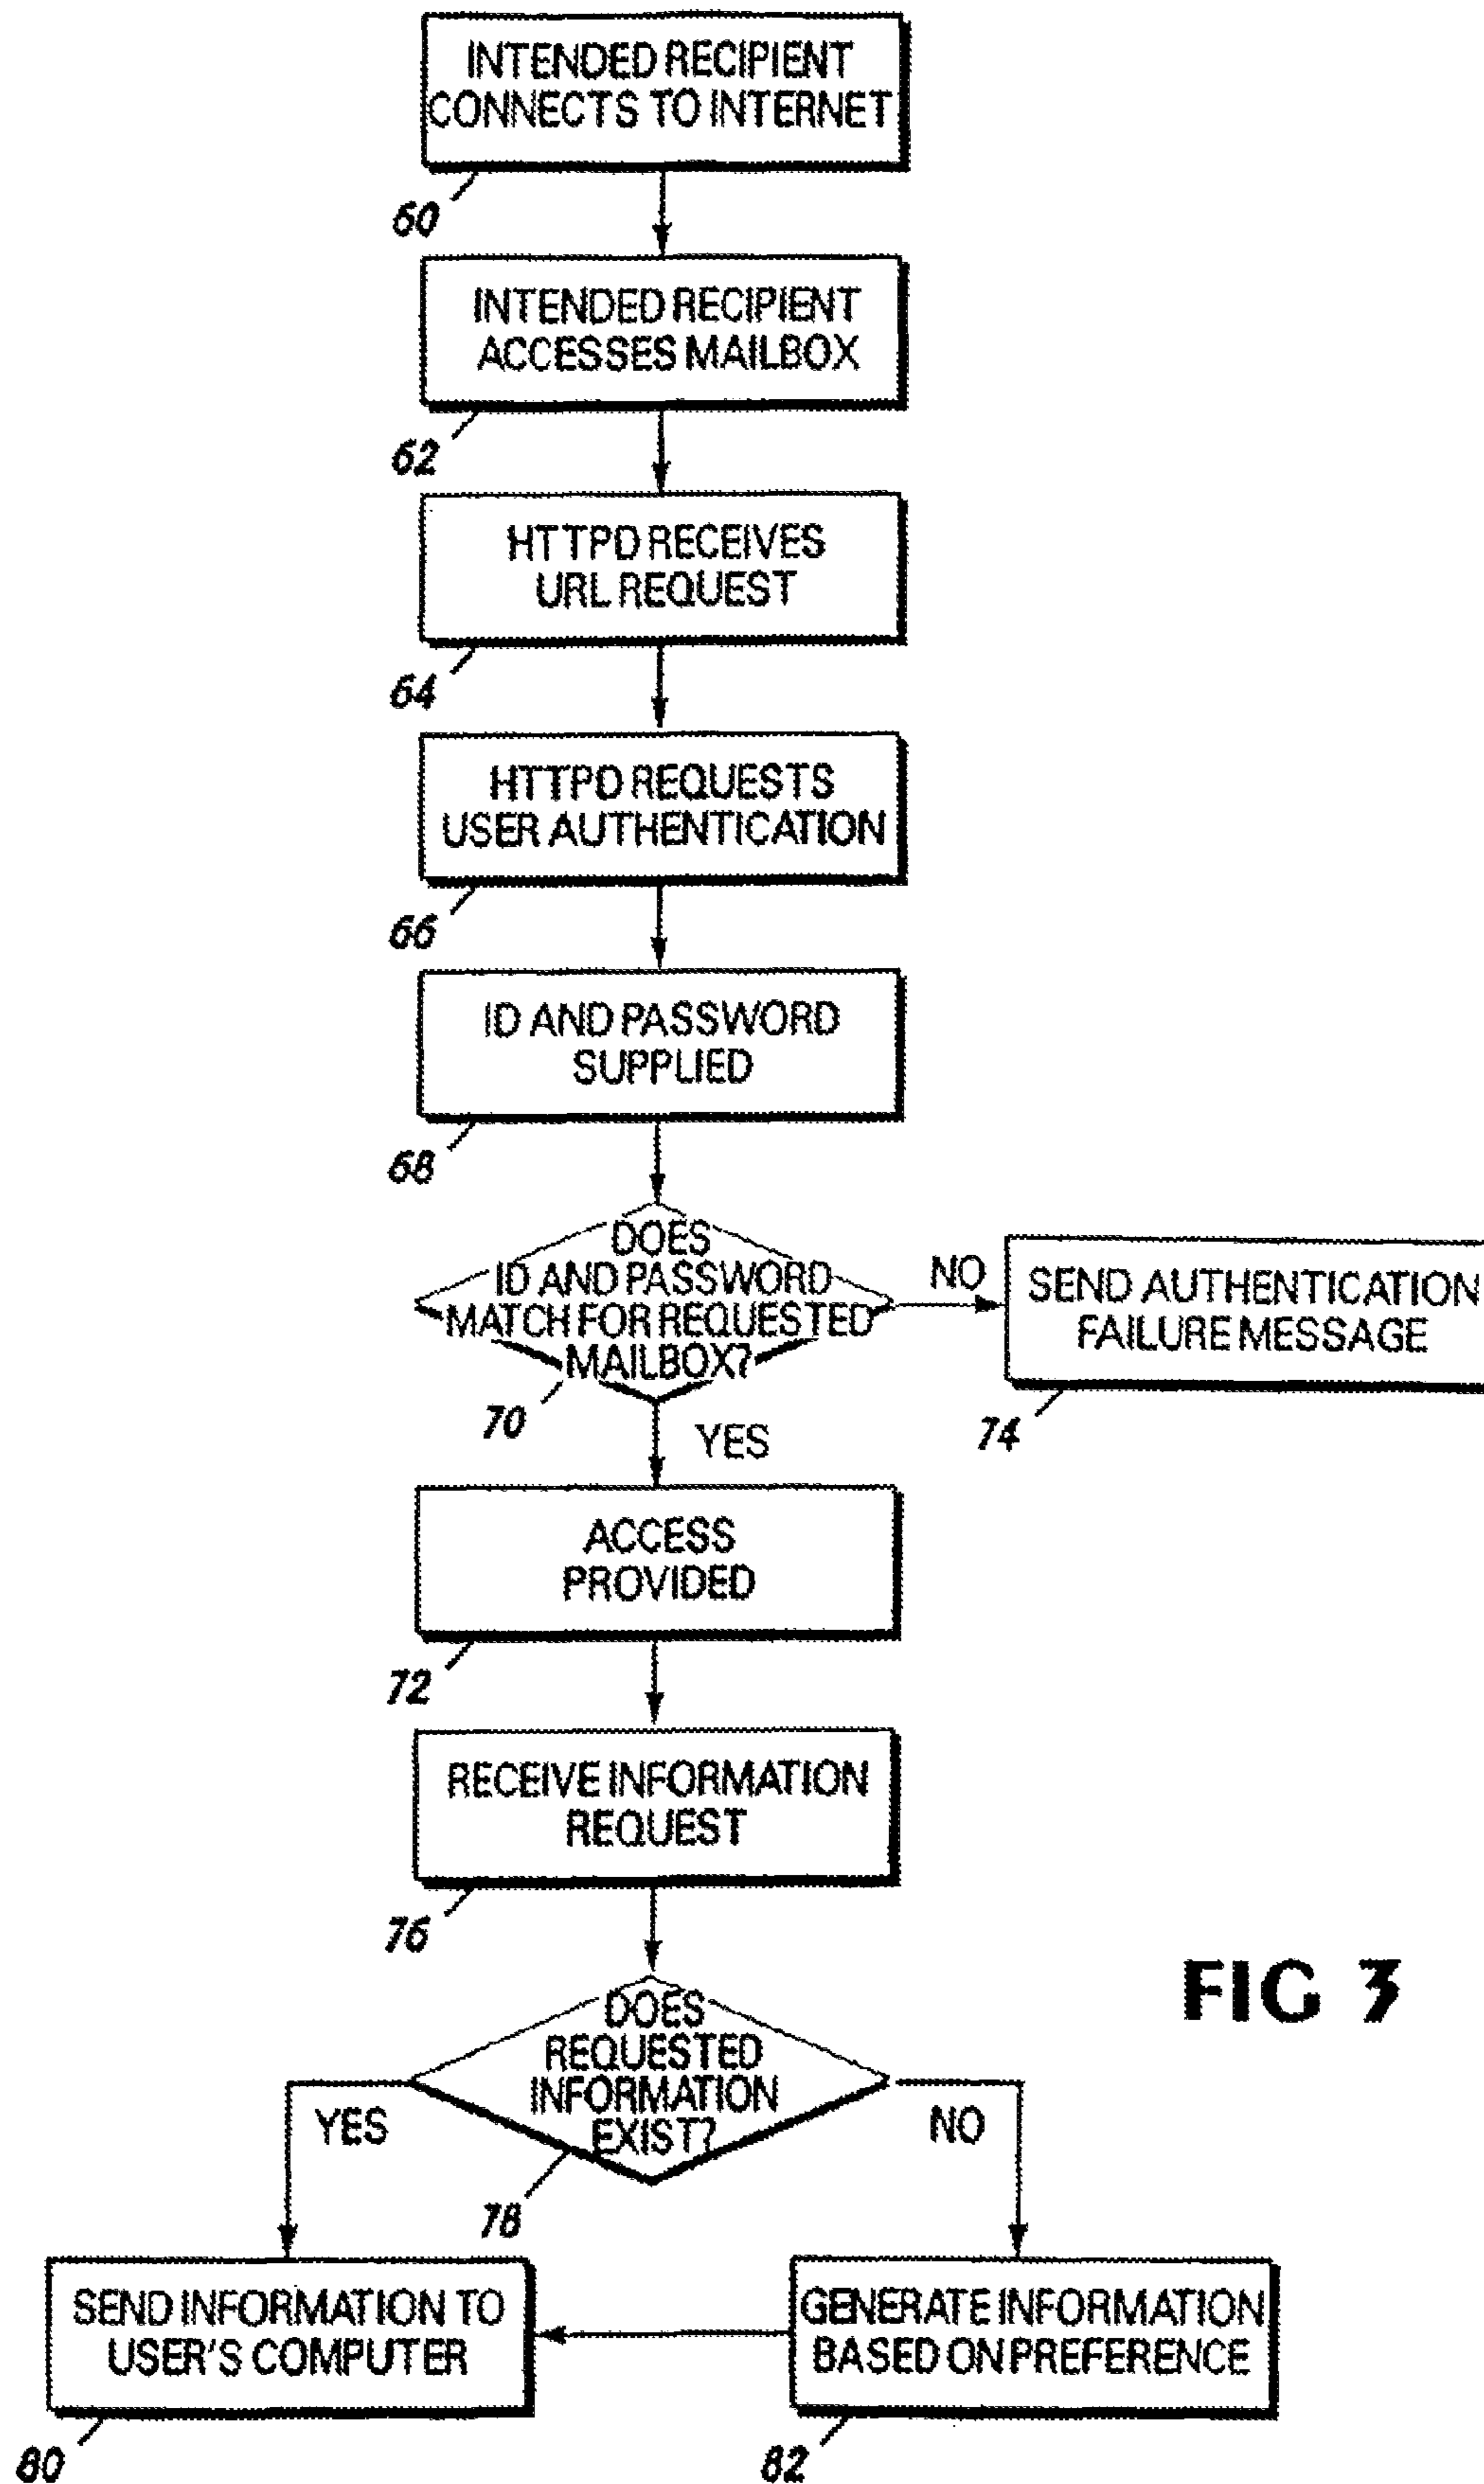 INTENDED RECIPIENT
CONNECTS TO INTERNET
60
INTENDED RECIPIENT
ACCESSES MAILBOX
62
HTTPD RECEIVES
URL REQUEST
64
HTTPD REQUESTS
USER AUTHENTICATION
66
ID AND PASSWORD
SUPPLIED
68
DOES
ID AND PASSWORD
MATCH FOR REQUESTED
MAILBOX?
70
NO
SEND AUTHENTICATION
FAILURE MESSAGE
74
YES
ACCESS
PROVIDED
72
RECEIVE INFORMATION
REQUEST
76
DOES
REQUESTED
INFORMATION
EXIST?
78
YES
NO
SEND INFORMATION TO
USER'S COMPUTER
80
GENERATE INFORMATION
BASED ON PREFERENCE
82
FIG 3